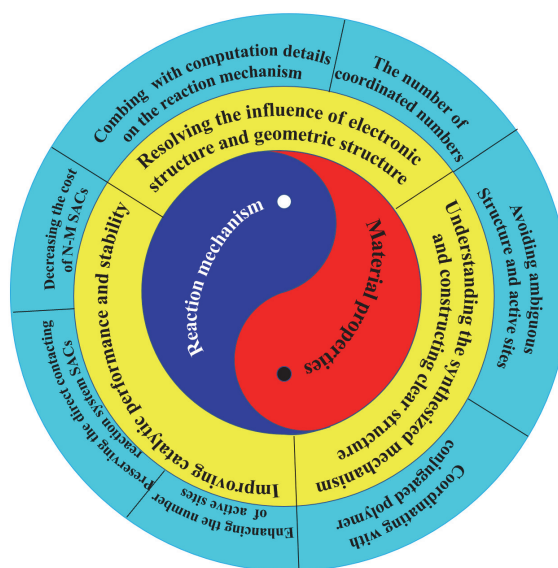 Combing with computation details
on the reaction mechanism
The number of
coordinated numbers
Avoiding ambignous
Structure and active sites
Coordinating with
conjugated polymer
Enhancing the number
of active sites
Preserving the direct contacting
reaction system SACs
Decreasing the cost
of N-M SACs
Resolving the influence of electronic
structure and geometric structure
Understanding the synthesized mechanism
and constructing clear structure
Improving catalytic performance and stability
Reaction mechanism
Material properties